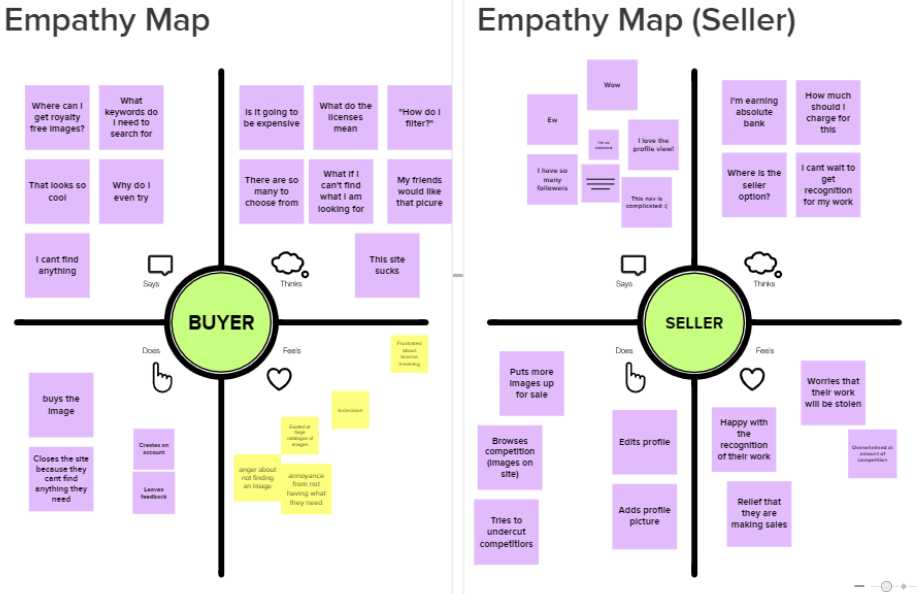 Empathy Map
Where can I
get royalty
free images?
What
keywords do
I need to
search for
That looks so
cool
Why do I
even try
I cant find
anything
Says
Is it going to
be expensive
What do the
licenses
mean
"How do I
filter?"
There are so
many to
choose from
What if I
can't find
what I am
looking for
My friends
would like
that picure
This site
sucks
Thinks
BUYER
Does
buys the
image
Closes the site
because they
cant find
anything they
need
Creates an
account
Leaves
feedback
Feels
Frustrated
about
license
meaning
Indecisive
Excited at
huge
catalogue of
images
anger about
not finding
an image
annoyance
from not
having what
they need
Empathy Map (Seller)
Wow
Ew
I love the
profile view!
I have so
many
followers
This nav is
complicated :(
Says
I'm earning
absolute
bank
How much
should I
charge for
this
Where is the
seller
option?
I cant wait to
get
recognition
for my work
Thinks
SELLER
Does
Puts more
images up
for sale
Browses
competition
(images on
site)
Edits profile
Tries to
undercut
competitiors
Adds profile
picture
Feels
Worries that
their work
will be stolen
Happy with
the
recognition
of their work
Overwhelmed at
amount of
competition
Relief that
they are
making sales